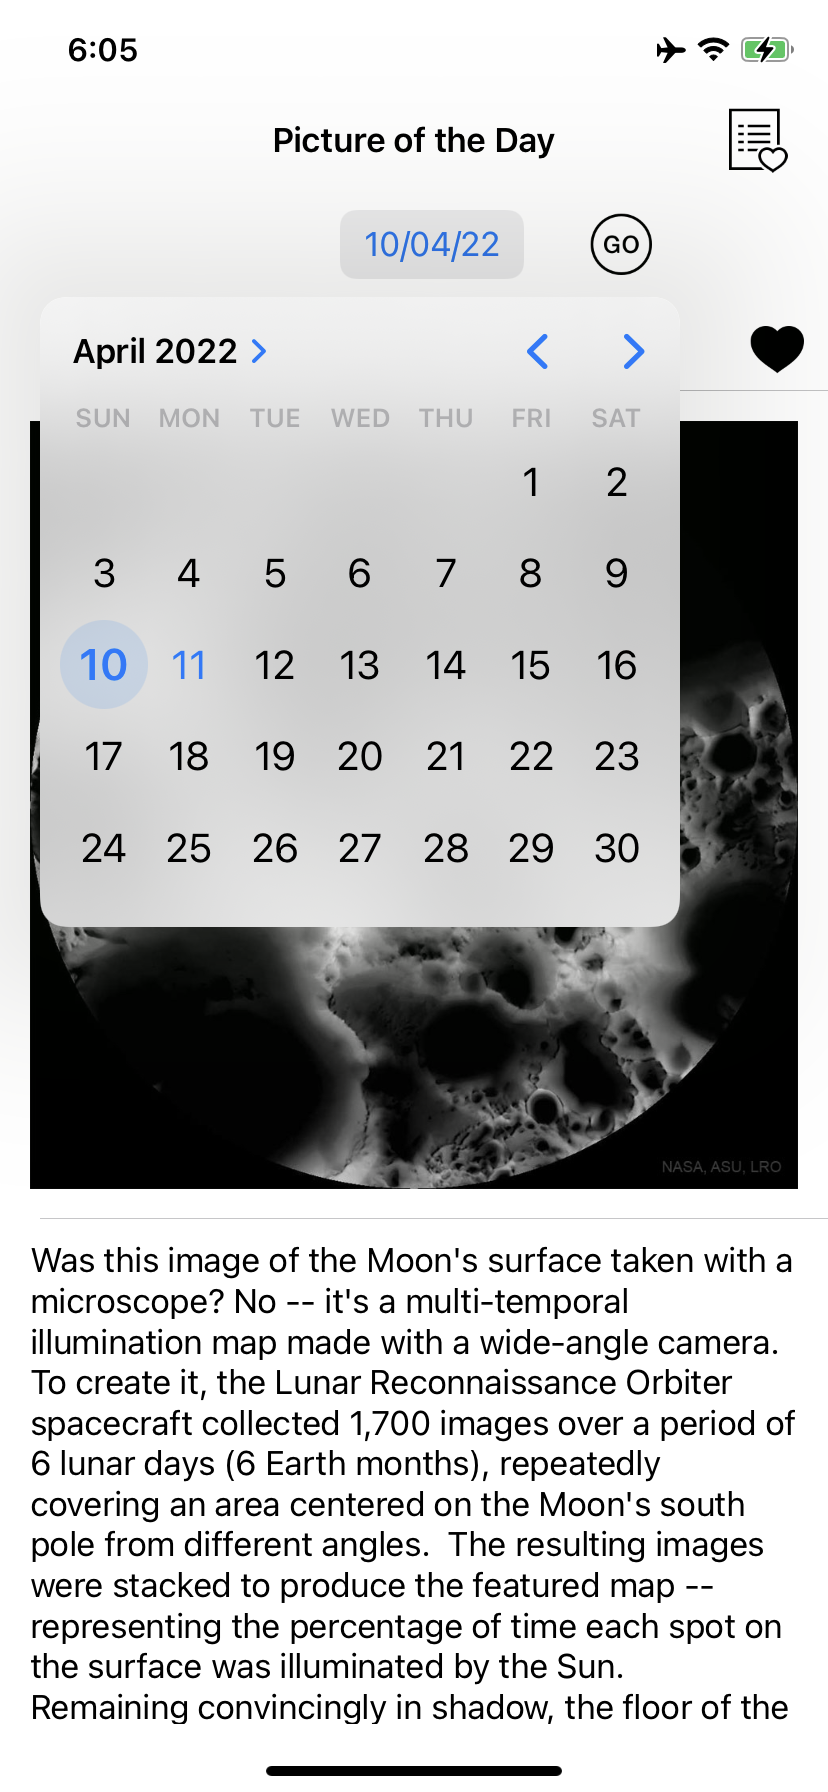 6:05
Picture of the Day
10/04/22
GO
April 2022
SUN MON TUE WED THU FRI SAT
1 2
3 4 5 6 7 8 9
10 11 12 13 14 15 16
17 18 19 20 21 22 23
24 25 26 27 28 29 30
NASA, ASU, LRO
Was this image of the Moon's surface taken with a
microscope? No -- it's a multi-temporal
illumination map made with a wide-angle camera.
To create it, the Lunar Reconnaissance Orbiter
spacecraft collected 1,700 images over a period of
6 lunar days (6 Earth months), repeatedly
covering an area centered on the Moon's south
pole from different angles.  The resulting images
were stacked to produce the featured map --
representing the percentage of time each spot on
the surface was illuminated by the Sun.
Remaining convincingly in shadow, the floor of the